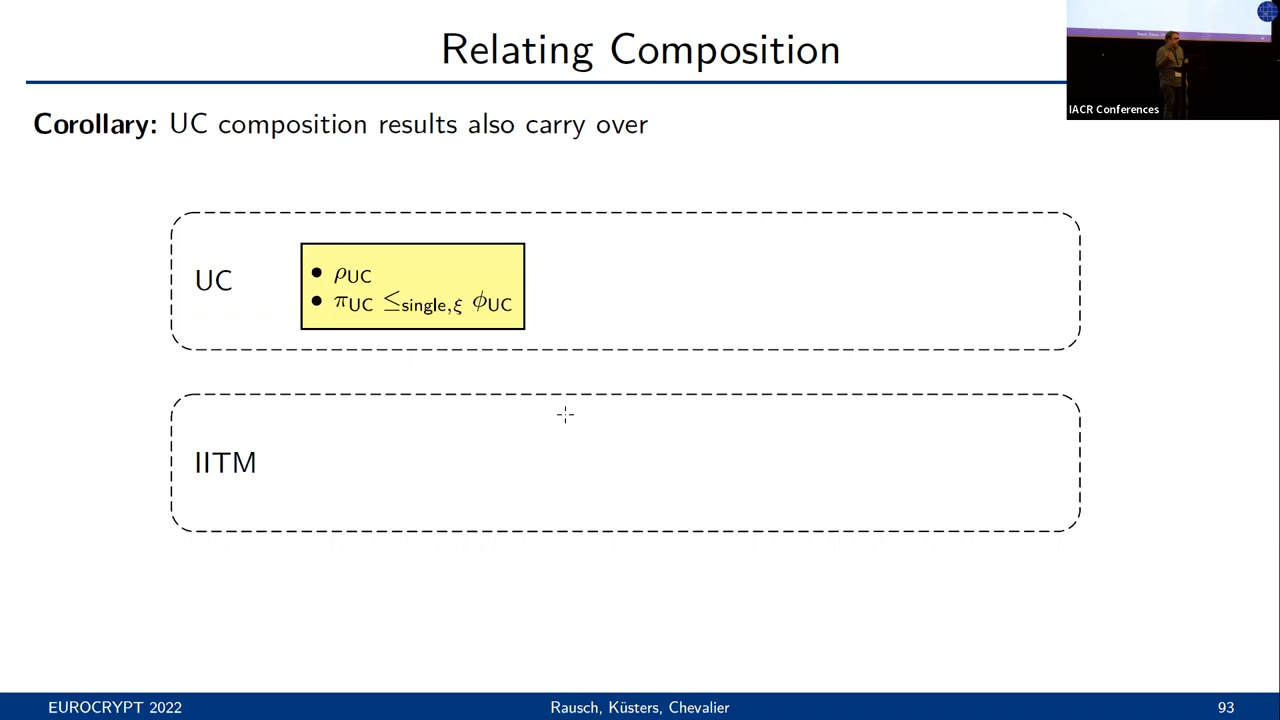 Relating Composition
IACR Conferences
Corollary: UC composition results also carry over
UC
• ρUC
• πUC ≤single,ξ ϕUC
IITM
EUROCRYPT 2022
Rausch, Küsters, Chevalier
93